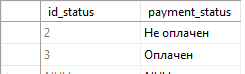 id_status payment_status
2 Не оплачен
3 Оплачен